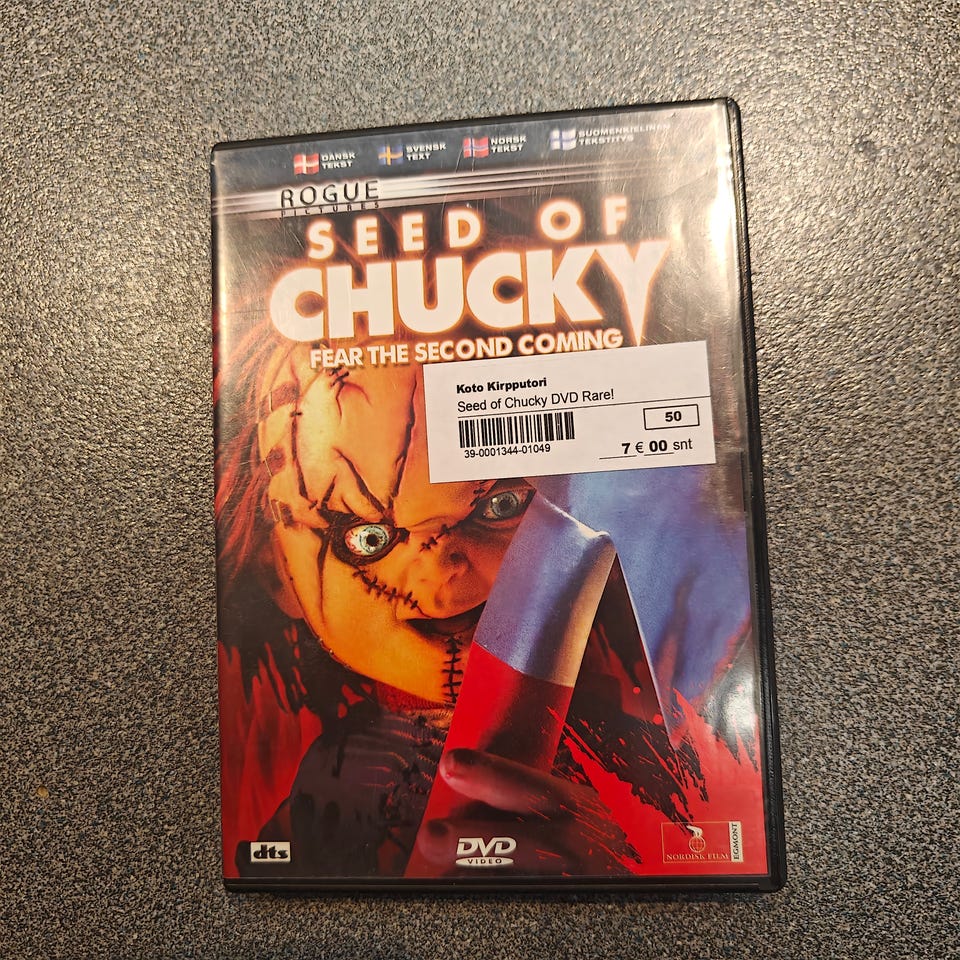 DANSK
TEKST
SVENSK
TEXT
NORSK
TEKST
SUOMENKIELINEN
TEKSTITYS
ROGUE
PICTURES
SEED OF
CHUCKY
FEAR THE SECOND COMING
Koto Kirpputori
Seed of Chucky DVD Rare!
50
39-0001344-01049
7 € 00 snt
dts
DVD
VIDEO
NORDISK FILM
EGMONT